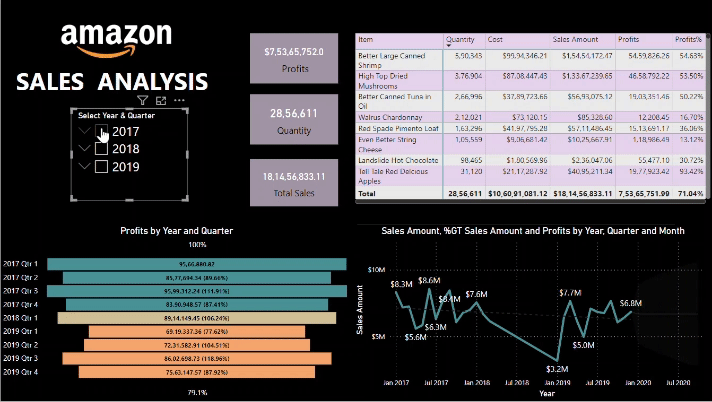 amazon
SALES ANALYSIS
Select Year & Quarter
2017
2018
2019
$7,53,65,752.0
Profits
28,56,611
Quantity
18,14,56,833.11
Total Sales
Item Quantity Cost Sales Amount Profits Profits%
Better Large Canned Shrimp 5,90,343 $99,94,346.21 $1,54,54,172.47 54,59,826.26 54.63%
High Top Dried Mushrooms 3,76,904 $87,08,447.43 $1,33,67,239.65 46,58,792.22 53.50%
Better Canned Tuna in Oil 2,66,996 $37,89,723.66 $56,93,075.12 19,03,351.46 50.22%
Walrus Chardonnay 2,12,021 $73,120.15 $85,328.60 12,208.45 16.70%
Red Spade Pimento Loaf 1,63,296 $41,97,795.28 $57,11,486.45 15,13,691.17 36.06%
Even Better String Cheese 1,05,559 $9,06,681.42 $10,25,667.91 1,18,986.49 13.12%
Landslide Hot Chocolate 98,465 $1,80,569.96 $2,36,047.06 55,477.10 30.72%
Tell Tale Red Delcious Apples 31,120 $21,17,287.92 $40,95,211.34 19,77,923.42 93.42%
Total 28,56,611 $10,60,91,081.12 $18,14,56,833.11 7,53,65,751.99 71.04%
Profits by Year and Quarter
100%
2017 Qtr 1 95,66,880.82
2017 Qtr 2 85,77,694.34 (89.66%)
2017 Qtr 3 95,99,312.24 (111.91%)
2017 Qtr 4 83,90,948.57 (87.41%)
2018 Qtr 1 89,14,149.45 (106.24%)
2019 Qtr 1 69,19,337.36 (77.62%)
2019 Qtr 2 72,31,582.91 (104.51%)
2019 Qtr 3 86,02,698.73 (118.96%)
2019 Qtr 4 75,63,147.57 (87.92%)
79.1%
Sales Amount, %GT Sales Amount and Profits by Year, Quarter and Month
Sales Amount
$10M
$5M
$8.3M
$5.6M
$8.6M
$6.3M
$8.4M
$7.6M
$3.2M
$7.7M
$5.0M
$6.8M
Jan 2017 Jul 2017 Jan 2018 Jul 2018 Jan 2019 Jul 2019 Jan 2020 Jul 2020
Year